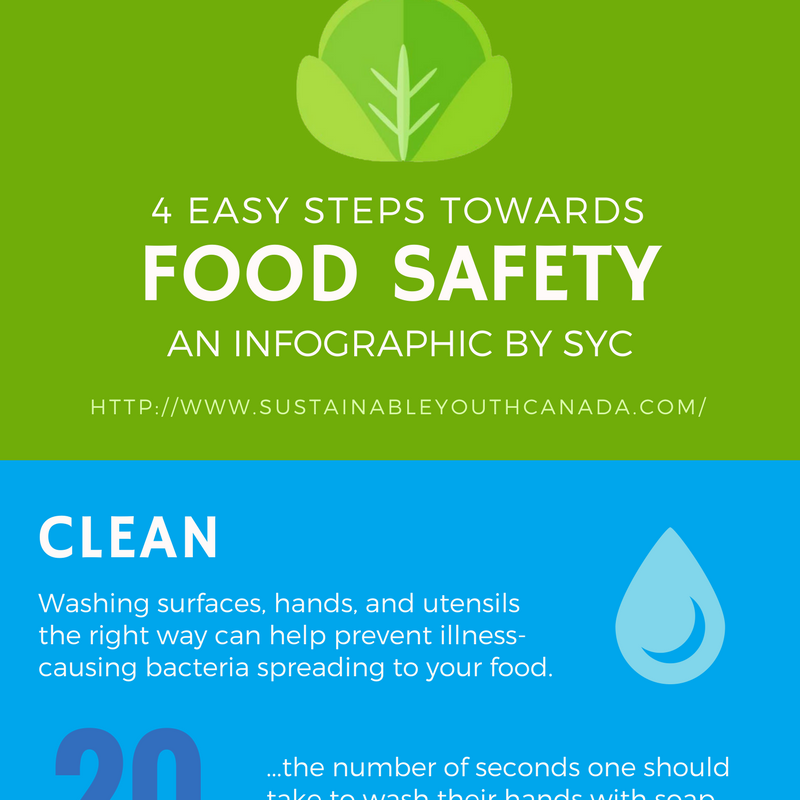 4 EASY STEPS TOWARDS
FOOD SAFETY
AN INFOGRAPHIC BY SYC
HTTP://WWW.SUSTAINABLEYOUTHCANADA.COM/
CLEAN
Washing surfaces, hands, and utensils
the right way can help prevent illness-
causing bacteria spreading to your food.
20
...the number of seconds one should
take to wash their hands with soap